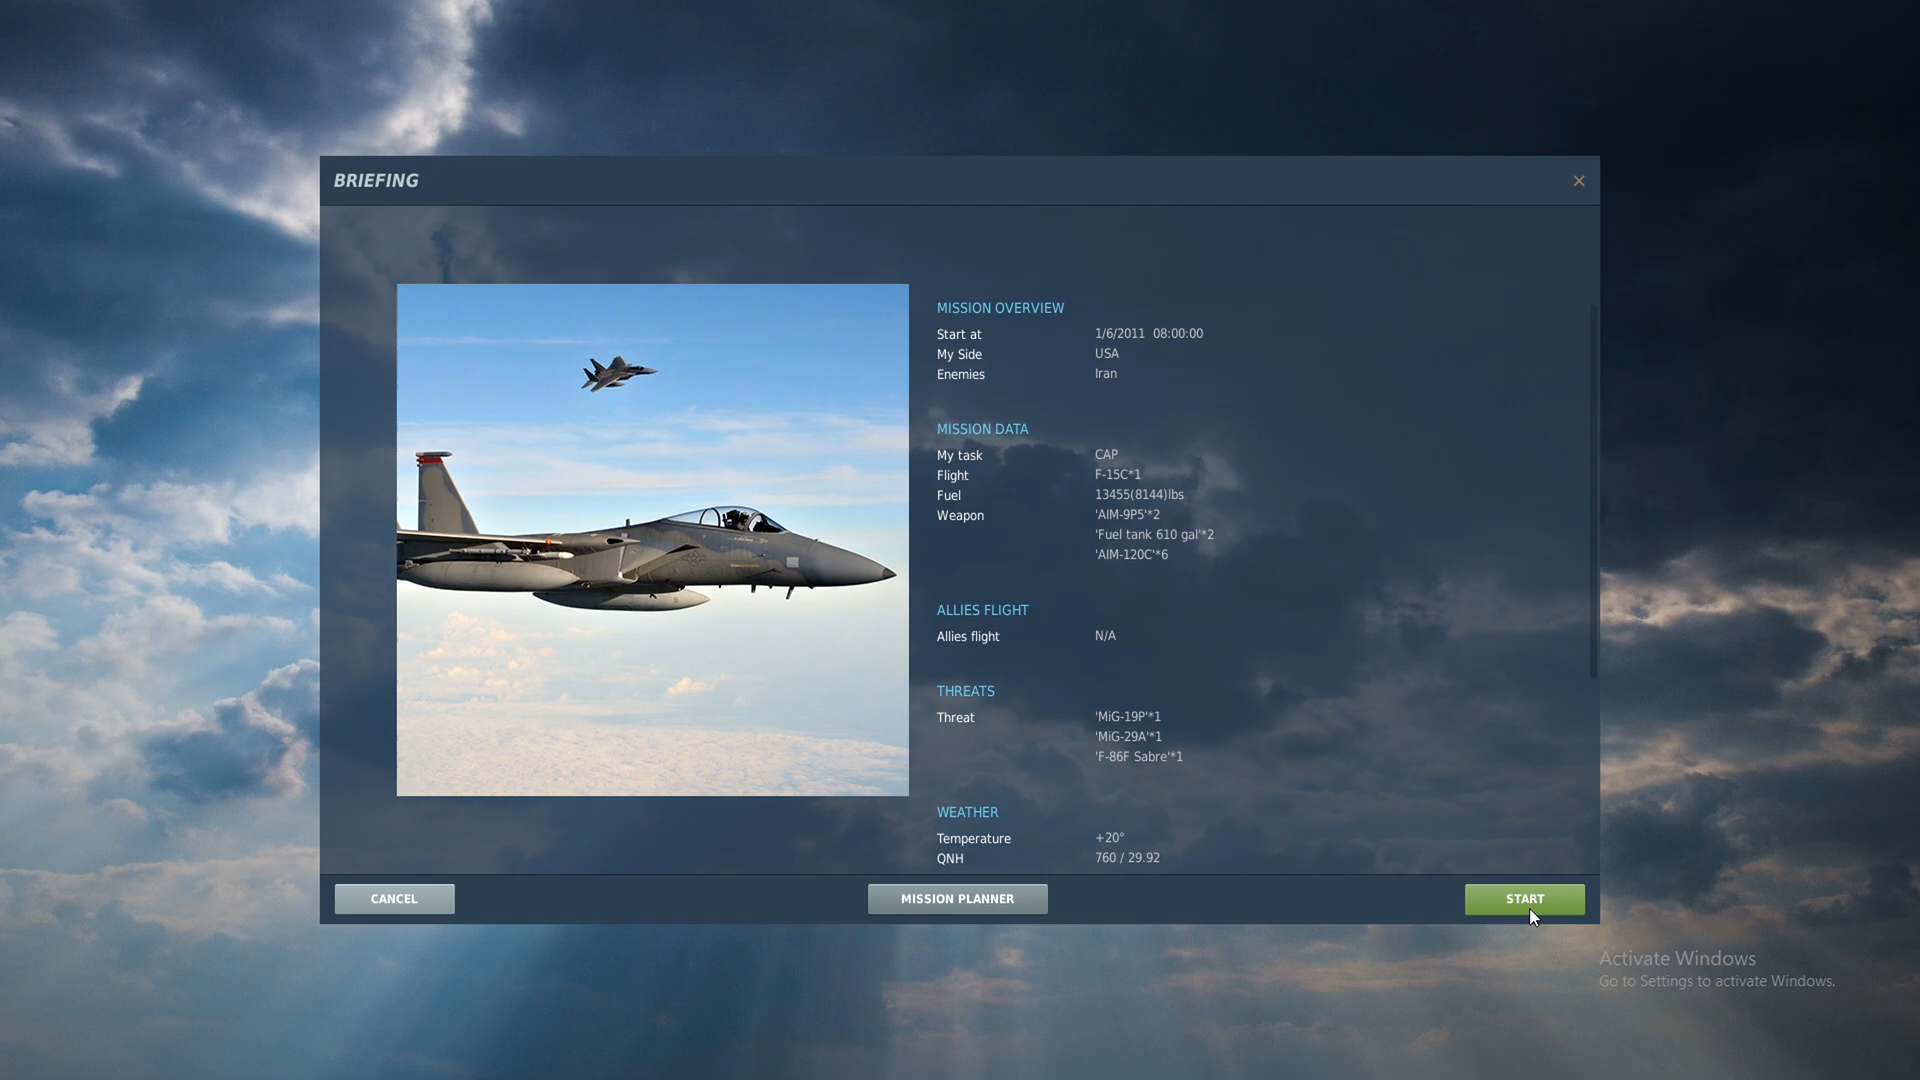 BRIEFING
MISSION OVERVIEW
Start at 1/6/2011 08:00:00
My Side USA
Enemies Iran
MISSION DATA
My task CAP
Flight F-15C*1
Fuel 13455(8144)lbs
Weapon 'AIM-9P5'*2
'Fuel tank 610 gal'*2
'AIM-120C'*6
ALLIES FLIGHT
Allies flight N/A
THREATS
Threat 'MiG-19P'*1
'MiG-29A'*1
'F-86F Sabre'*1
WEATHER
Temperature +20°
QNH 760 / 29.92
CANCEL MISSION PLANNER START
Activate Windows
Go to Settings to activate Windows.